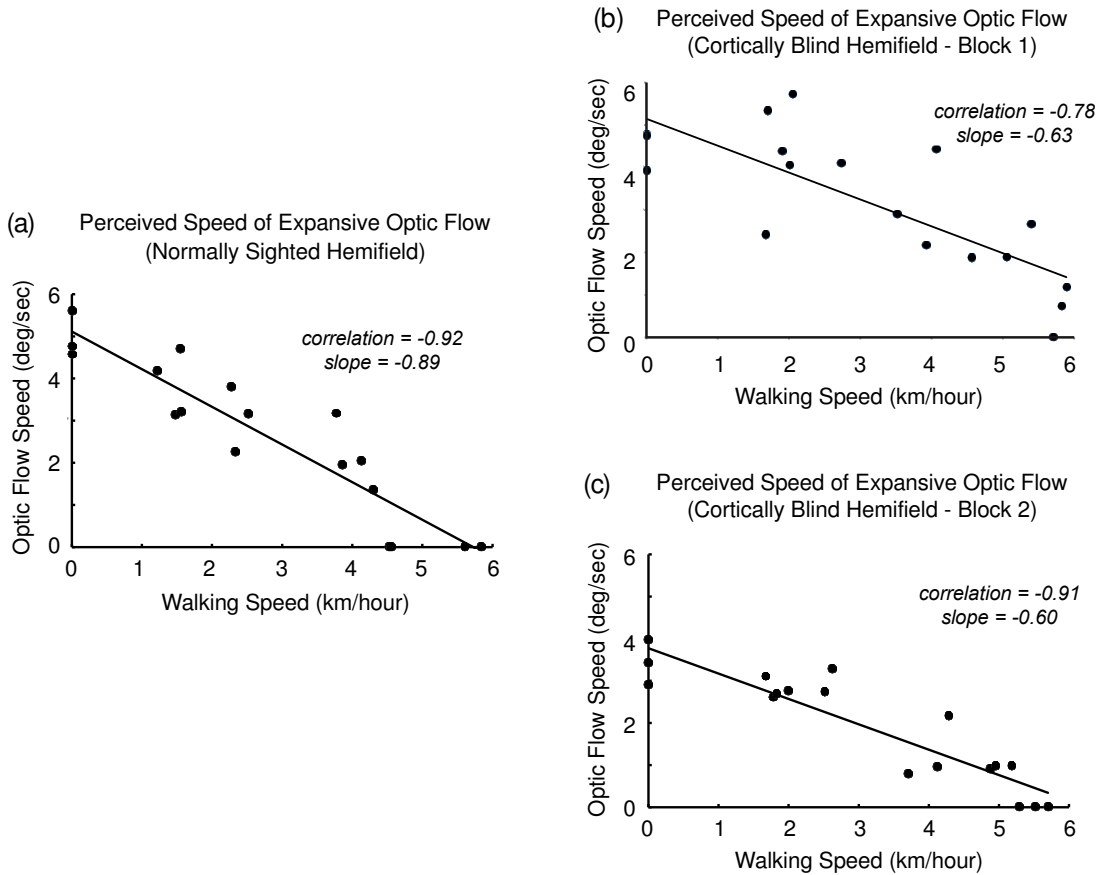 (a)
Perceived Speed of Expansive Optic Flow
(Normally Sighted Hemifield)
correlation = -0.92
slope = -0.89
Optic Flow Speed (deg/sec)
6
4
2
0
0 1 2 3 4 5 6
Walking Speed (km/hour)
(b)
Perceived Speed of Expansive Optic Flow
(Cortically Blind Hemifield - Block 1)
correlation = -0.78
slope = -0.63
Optic Flow Speed (deg/sec)
6
4
2
0
0 1 2 3 4 5 6
Walking Speed (km/hour)
(c)
Perceived Speed of Expansive Optic Flow
(Cortically Blind Hemifield - Block 2)
correlation = -0.91
slope = -0.60
Optic Flow Speed (deg/sec)
6
4
2
0
0 1 2 3 4 5 6
Walking Speed (km/hour)